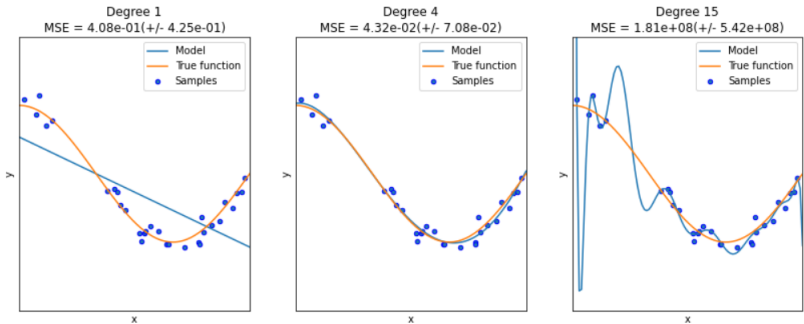 Degree 1
MSE = 4.08e-01(+/- 4.25e-01)
Model
True function
Samples
y
x
Degree 4
MSE = 4.32e-02(+/- 7.08e-02)
Model
True function
Samples
y
x
Degree 15
MSE = 1.81e+08(+/- 5.42e+08)
Model
True function
Samples
y
x